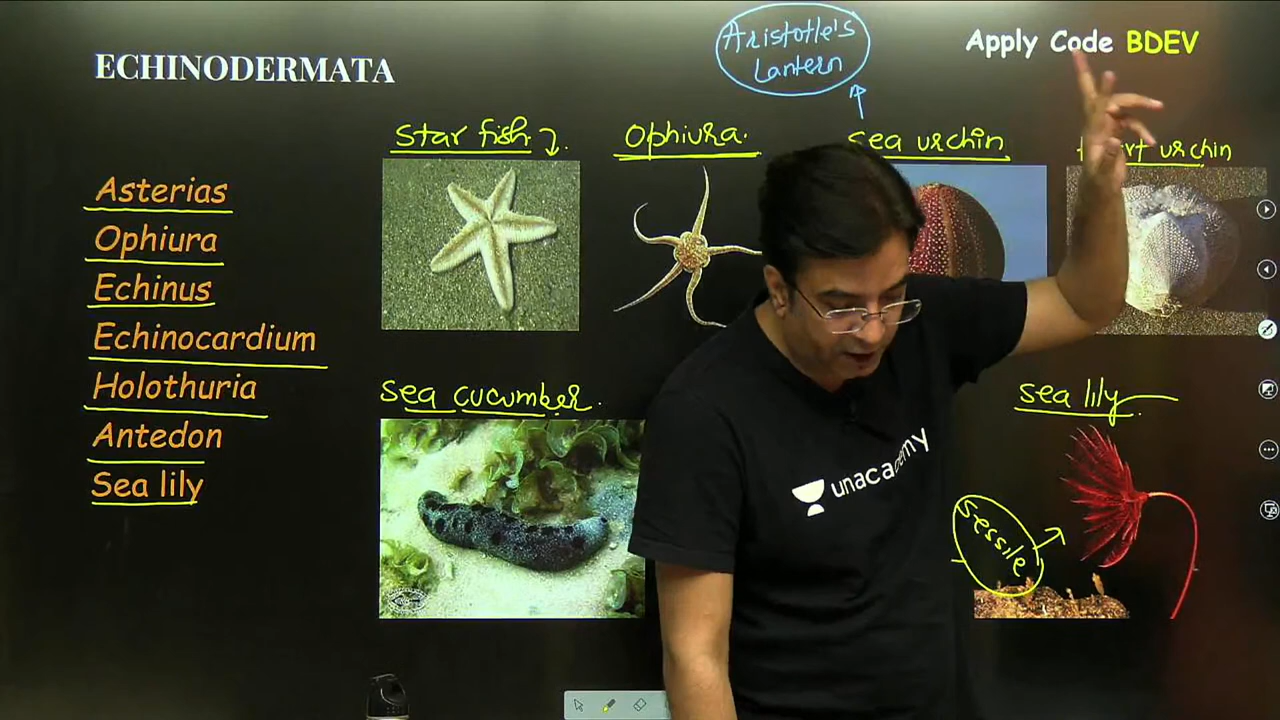 Aristotle's
Lantern
Apply Code BDEV
ECHINODERMATA
Star fish
Ophiura
sea urchin
urchin
Asterias
Ophiura
Echinus
Echinocardium
Holothuria
Antedon
Sea lily
sea cucumber
sea lily
unacademy
sessile